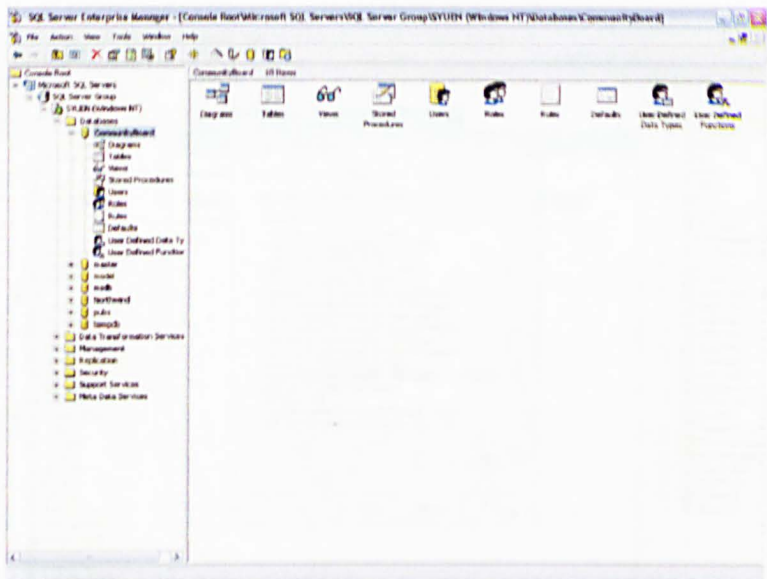 SQL Server Enterprise Manager - [Console Root\Microsoft SQL Servers\SQL Server Group\SYUEN (Windows NT)\Databases\CommunityBoard]
File Action View Tools Window Help
Console Root
Microsoft SQL Servers
SQL Server Group
SYUEN (Windows NT)
Databases
CommunityBoard
Diagrams
Tables
Views
Stored Procedures
Users
Roles
Rules
Defaults
User Defined Data Ty
User Defined Function
master
model
msdb
Northwind
pubs
tempdb
Data Transformation Services
Management
Replication
Security
Support Services
Meta Data Services
CommunityBoard 10 Items
Diagrams Tables Views Stored Procedures Users Roles Rules Defaults User Defined Data Types User Defined Functions